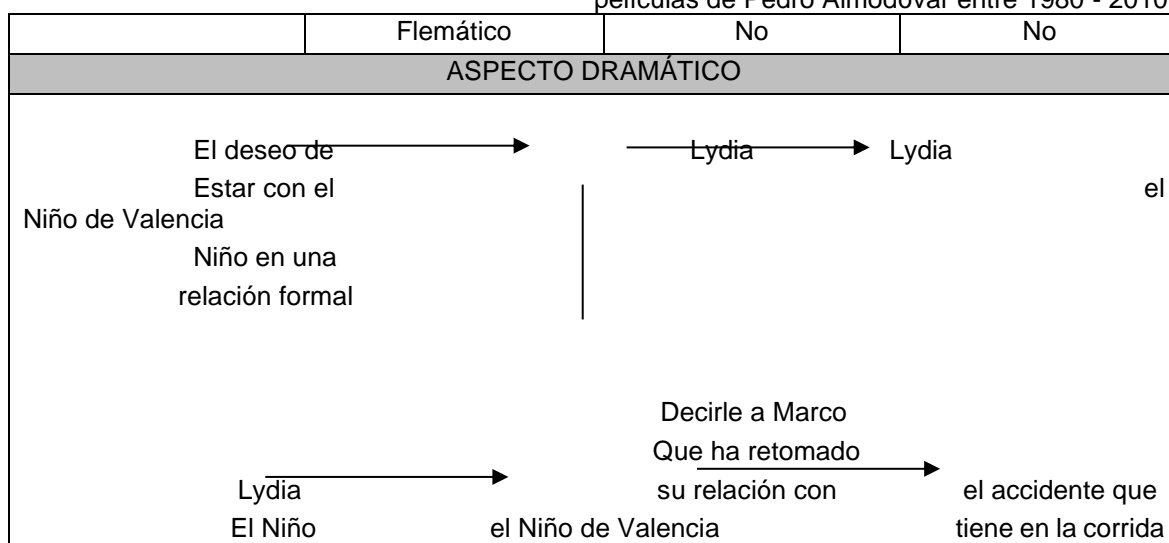 películas de Pedro Almodóvar entre 1980 - 2010
Flemático No No
ASPECTO DRAMÁTICO
El deseo de Lydia Lydia
Estar con el el
Niño de Valencia
Niño en una
relación formal
Decirle a Marco
Que ha retomado
Lydia su relación con el accidente que
El Niño el Niño de Valencia tiene en la corrida